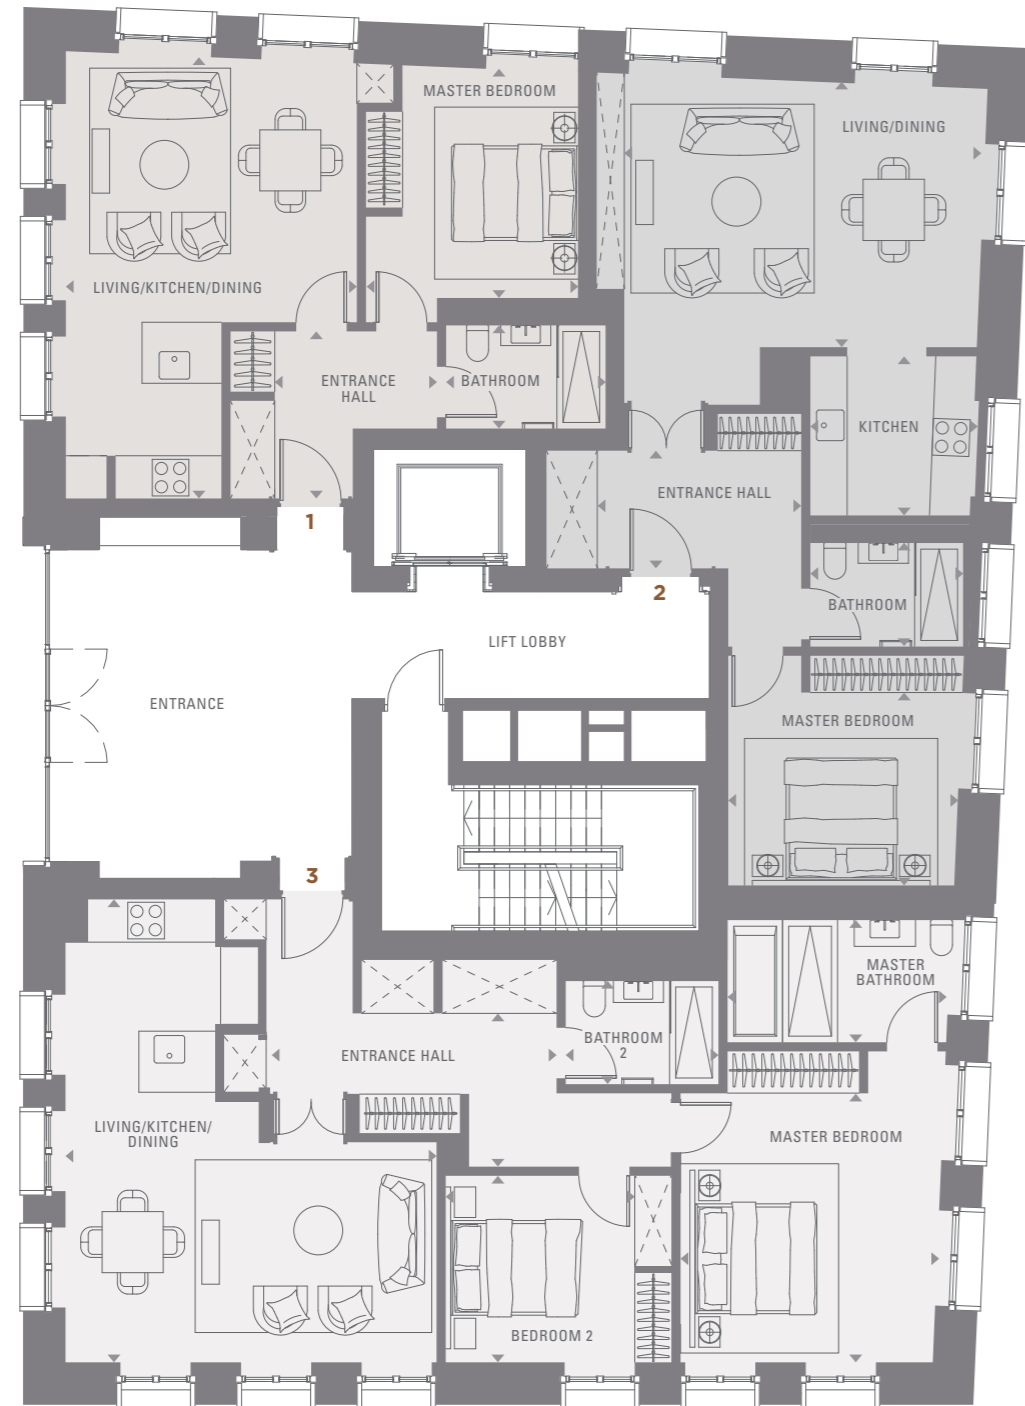 MASTER BEDROOM
LIVING/DINING
LIVING/KITCHEN/DINING
ENTRANCE
HALL
BATHROOM
KITCHEN
ENTRANCE HALL
1
2
BATHROOM
LIFT LOBBY
ENTRANCE
MASTER BEDROOM
3
MASTER
BATHROOM
ENTRANCE HALL
BATHROOM
2
LIVING/KITCHEN/
DINING
MASTER BEDROOM
BEDROOM 2